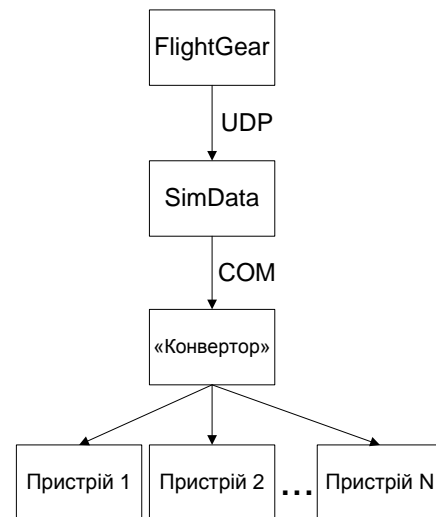 FlightGear
UDP
SimData
COM
«Конвертор»
Пристрій 1
Пристрій 2
...
Пристрій N